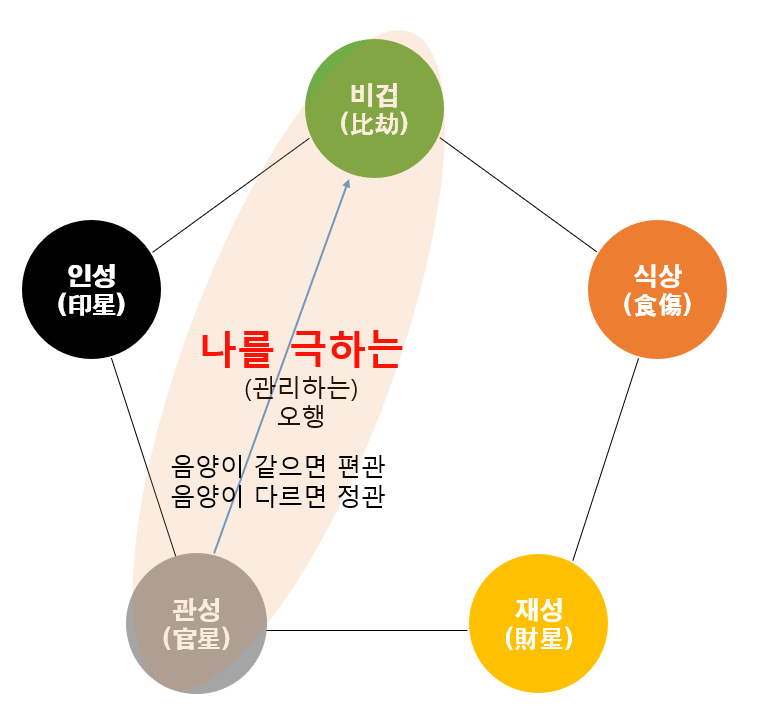 비겁
(比劫)
인성
(印星)
식상
(食傷)
나를 극하는
(관리하는)
오행
음양이 같으면 편관
음양이 다르면 정관
관성
(官星)
재성
(財星)